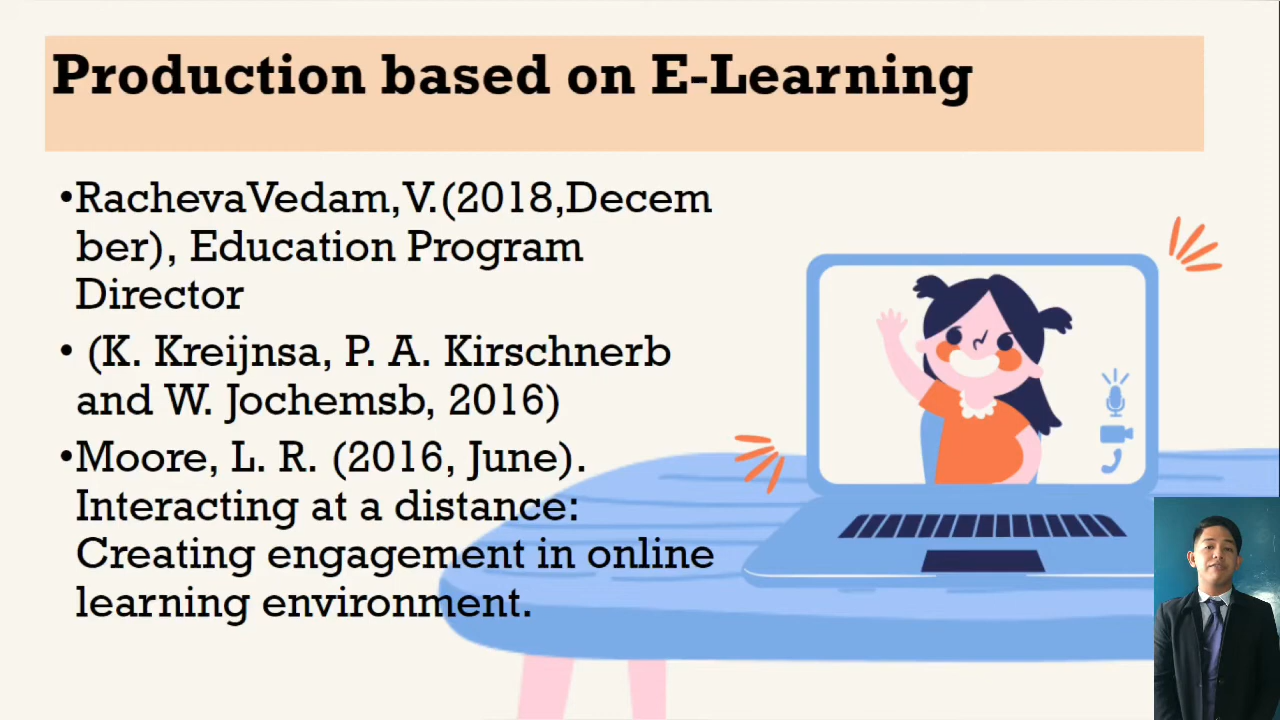 Production based on E-Learning
•RachevaVedam,V.(2018,Decem
ber), Education Program
Director
• (K. Kreijnsa, P. A. Kirschnerb
and W. Jochemsb, 2016)
•Moore, L. R. (2016, June).
Interacting at a distance:
Creating engagement in online
learning environment.